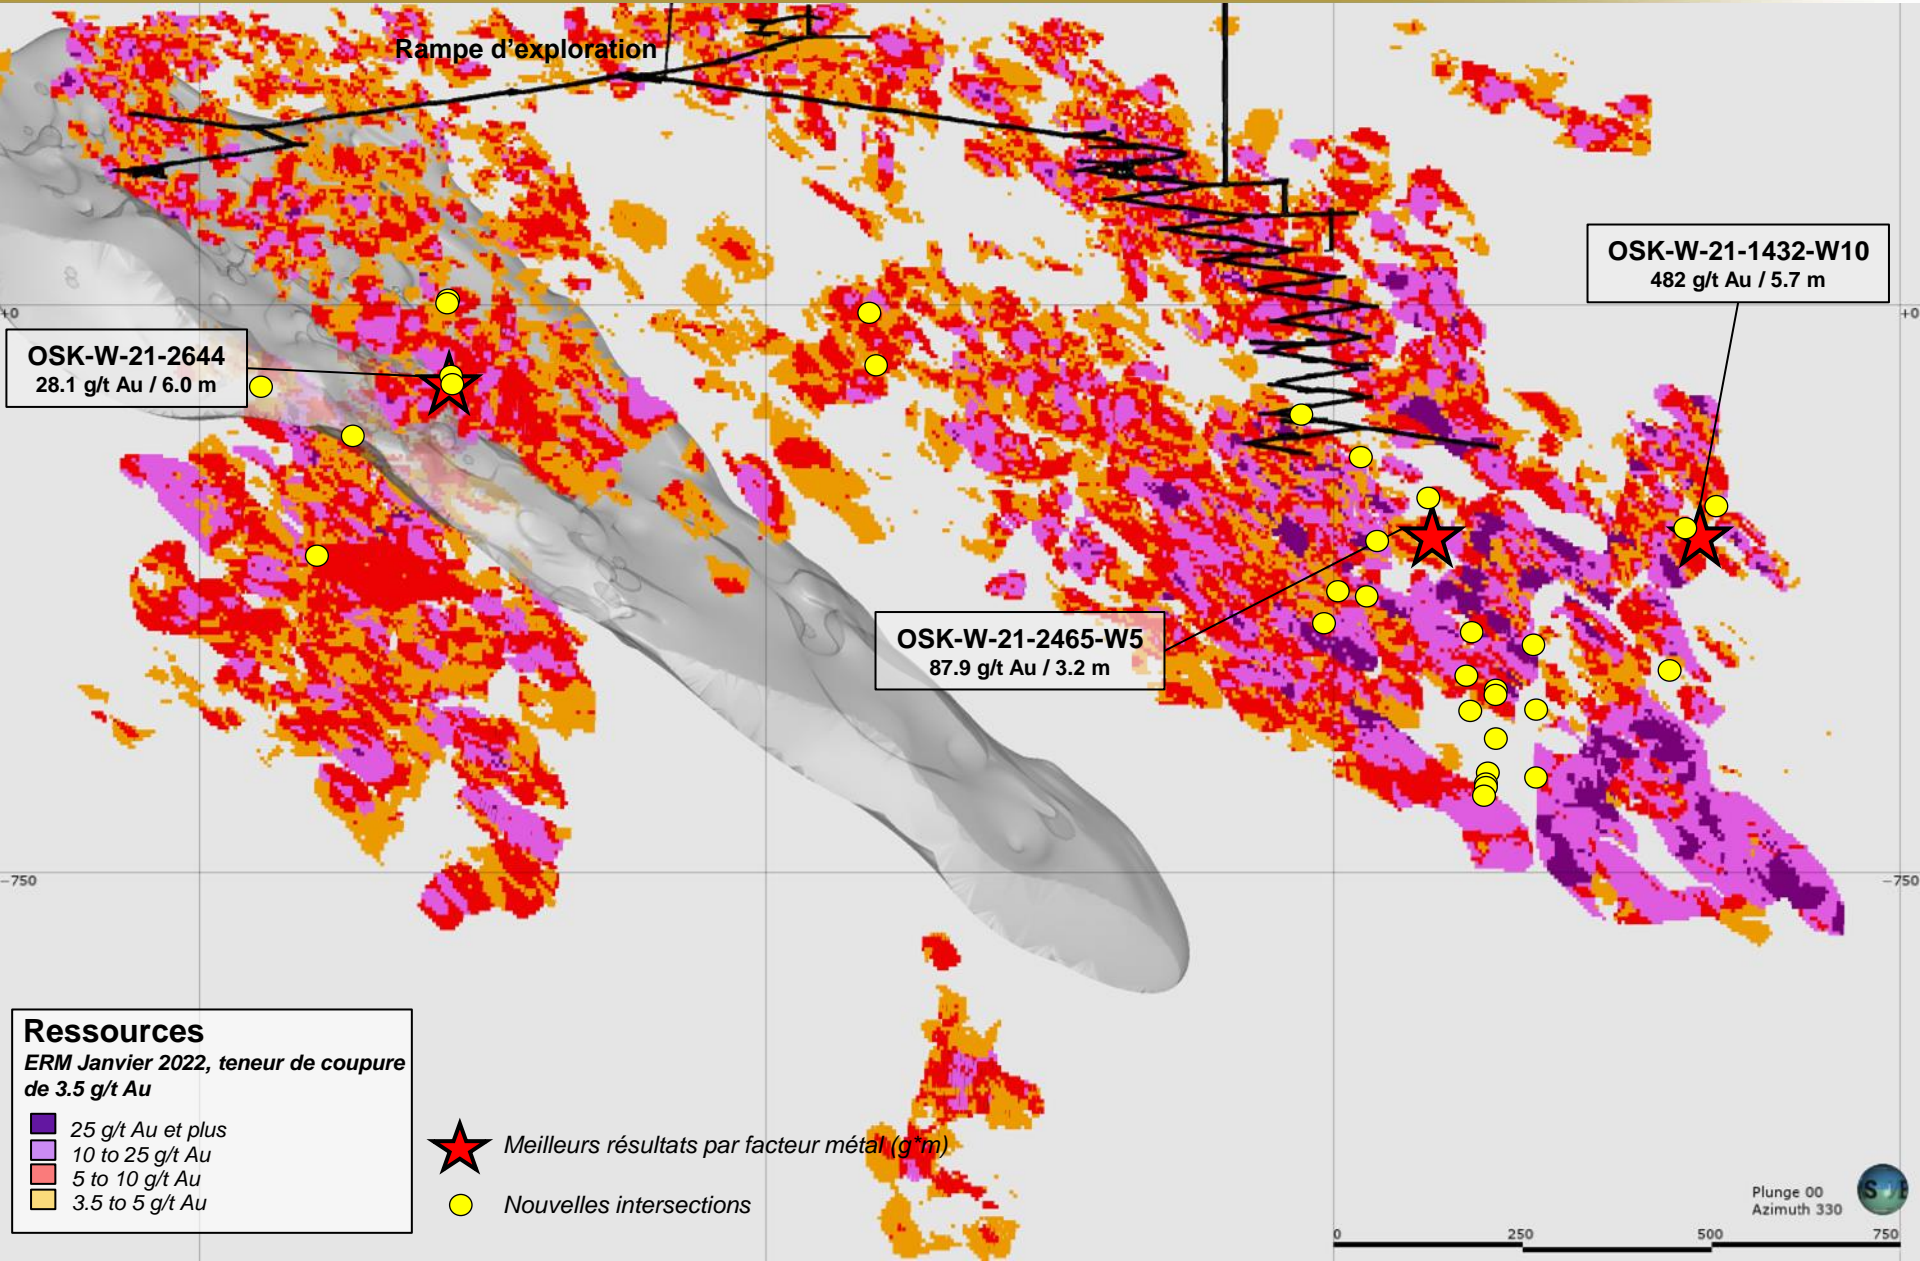 Rampe d'exploration
OSK-W-21-1432-W10
482 g/t Au / 5.7 m
+0
+0
OSK-W-21-2644
28.1 g/t Au / 6.0 m
OSK-W-21-2465-W5
87.9 g/t Au / 3.2 m
-750
-750
Ressources
ERM Janvier 2022, teneur de coupure
de 3.5 g/t Au
25 g/t Au et plus
10 to 25 g/t Au
5 to 10 g/t Au
3.5 to 5 g/t Au
Meilleurs résultats par facteur métal (g*m)
Nouvelles intersections
Plunge 00
Azimuth 330
0 250 500 750